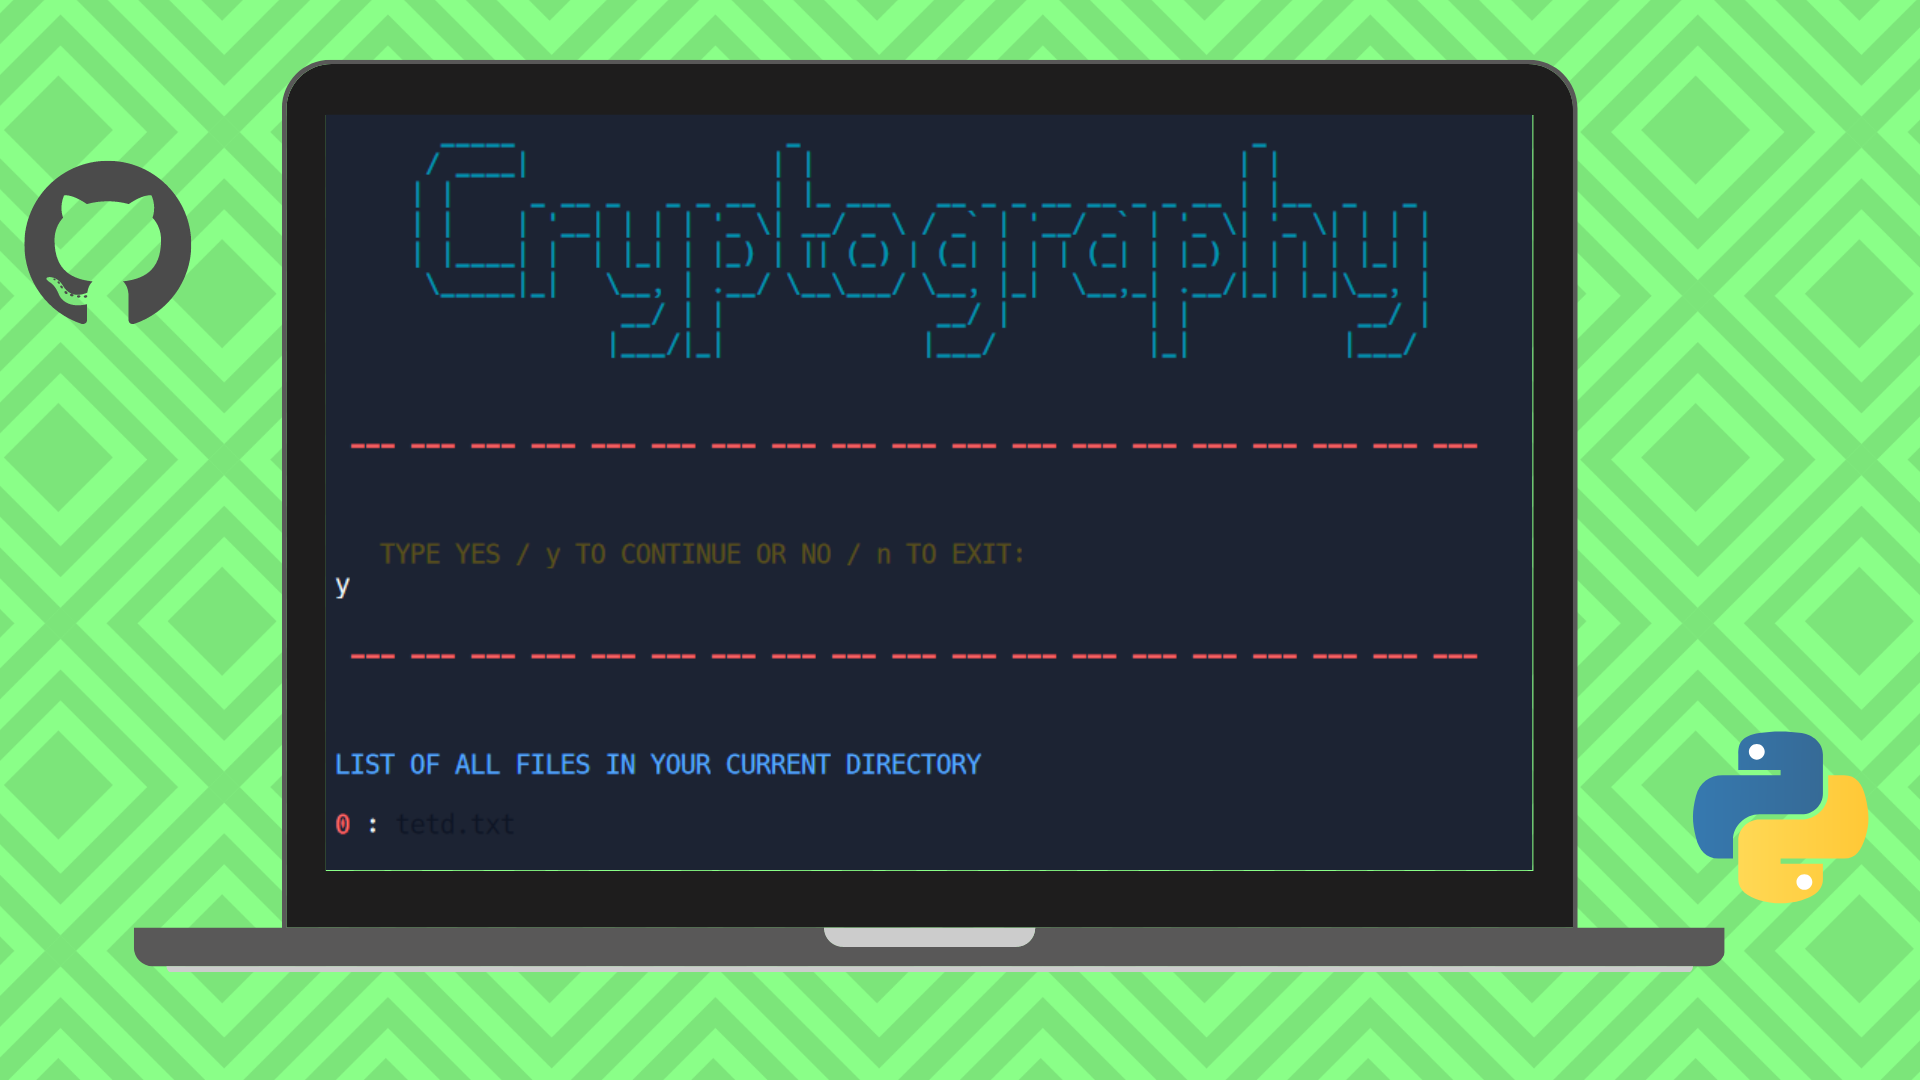 Cryptography
--- --- --- --- --- --- --- --- --- --- --- --- --- --- --- --- --- --- ---
TYPE YES / y TO CONTINUE OR NO / n TO EXIT:
y
--- --- --- --- --- --- --- --- --- --- --- --- --- --- --- --- --- --- ---
LIST OF ALL FILES IN YOUR CURRENT DIRECTORY
0 : tetd.txt